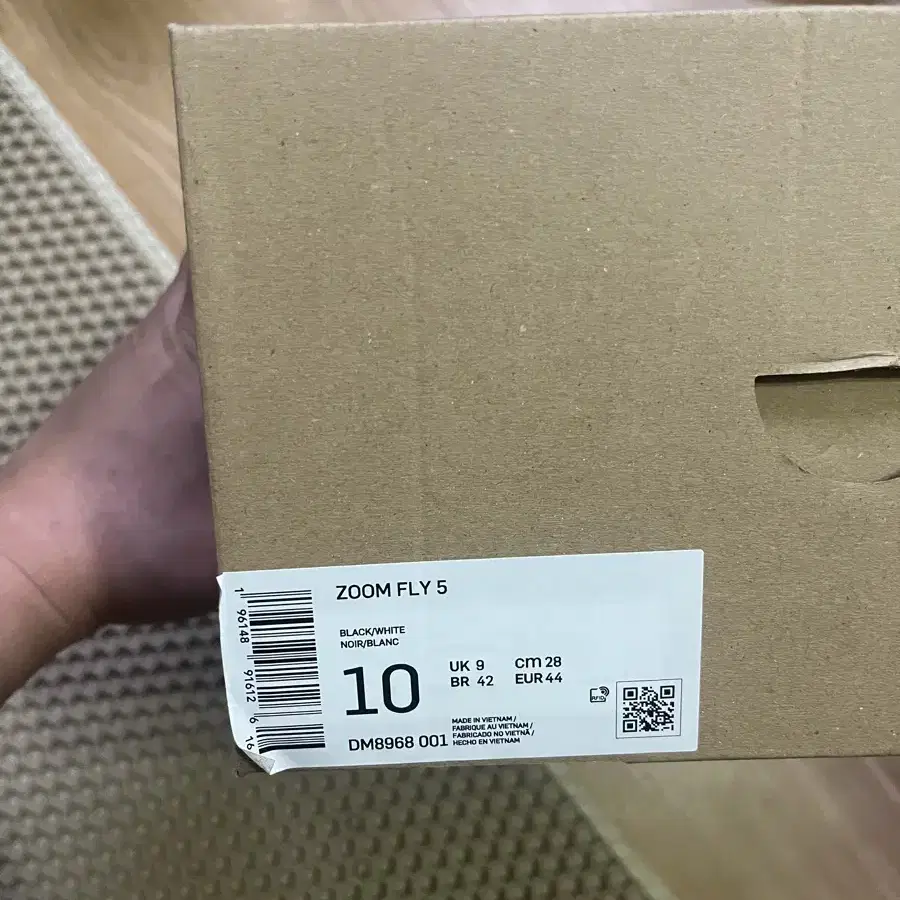 ZOOM FLY 5
BLACK/WHITE
NOIR/BLANC
10
UK 9 cm 28
BR 42 EUR 44
RFID
DM8968 001
MADE IN VIETNAM /
FABRIQUE AU VIETNAM /
FABRICADO NO VIETNÃ /
HECHO EN VIETNAM
1 96148 91612 6 16